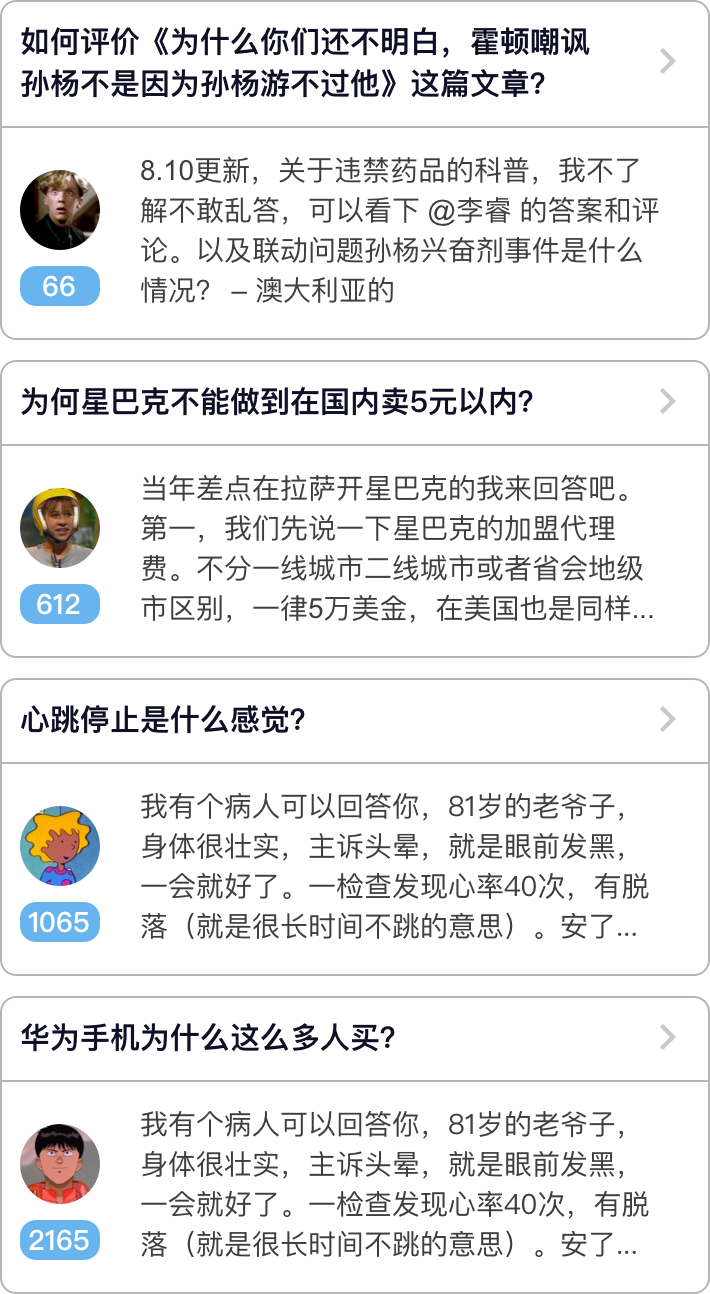 如何评价《为什么你们还不明白，霍顿嘲讽
孙杨不是因为孙杨游不过他》这篇文章？
8.10更新，关于违禁药品的科普，我不了
解不敢乱答，可以看下 @李睿 的答案和评
论。以及联动问题孙杨兴奋剂事件是什么
情况？ – 澳大利亚的
66
为何星巴克不能做到在国内卖5元以内？
当年差点在拉萨开星巴克的我来回答吧。
第一，我们先说一下星巴克的加盟代理
费。不分一线城市二线城市或者省会地级
市区别，一律5万美金，在美国也是同样...
612
心跳停止是什么感觉？
我有个病人可以回答你，81岁的老爷子，
身体很壮实，主诉头晕，就是眼前发黑，
一会就好了。一检查发现心率40次，有脱
落（就是很长时间不跳的意思）。安了...
1065
华为手机为什么这么多人买？
我有个病人可以回答你，81岁的老爷子，
身体很壮实，主诉头晕，就是眼前发黑，
一会就好了。一检查发现心率40次，有脱
落（就是很长时间不跳的意思）。安了...
2165